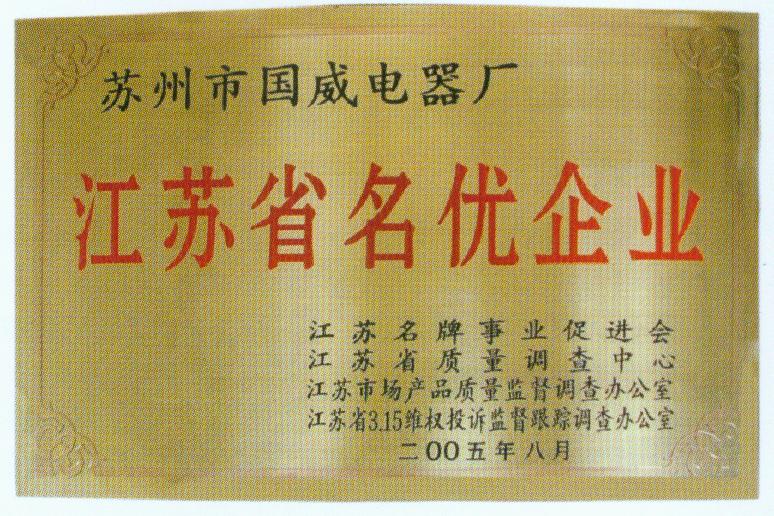 苏州市国威电器厂
江苏省名优企业
江苏名牌事业促进会
江苏省质量调查中心
江苏市场产品质量监督调查办公室
江苏省3.15维权投诉监督跟踪调查办公室
二00五年八月